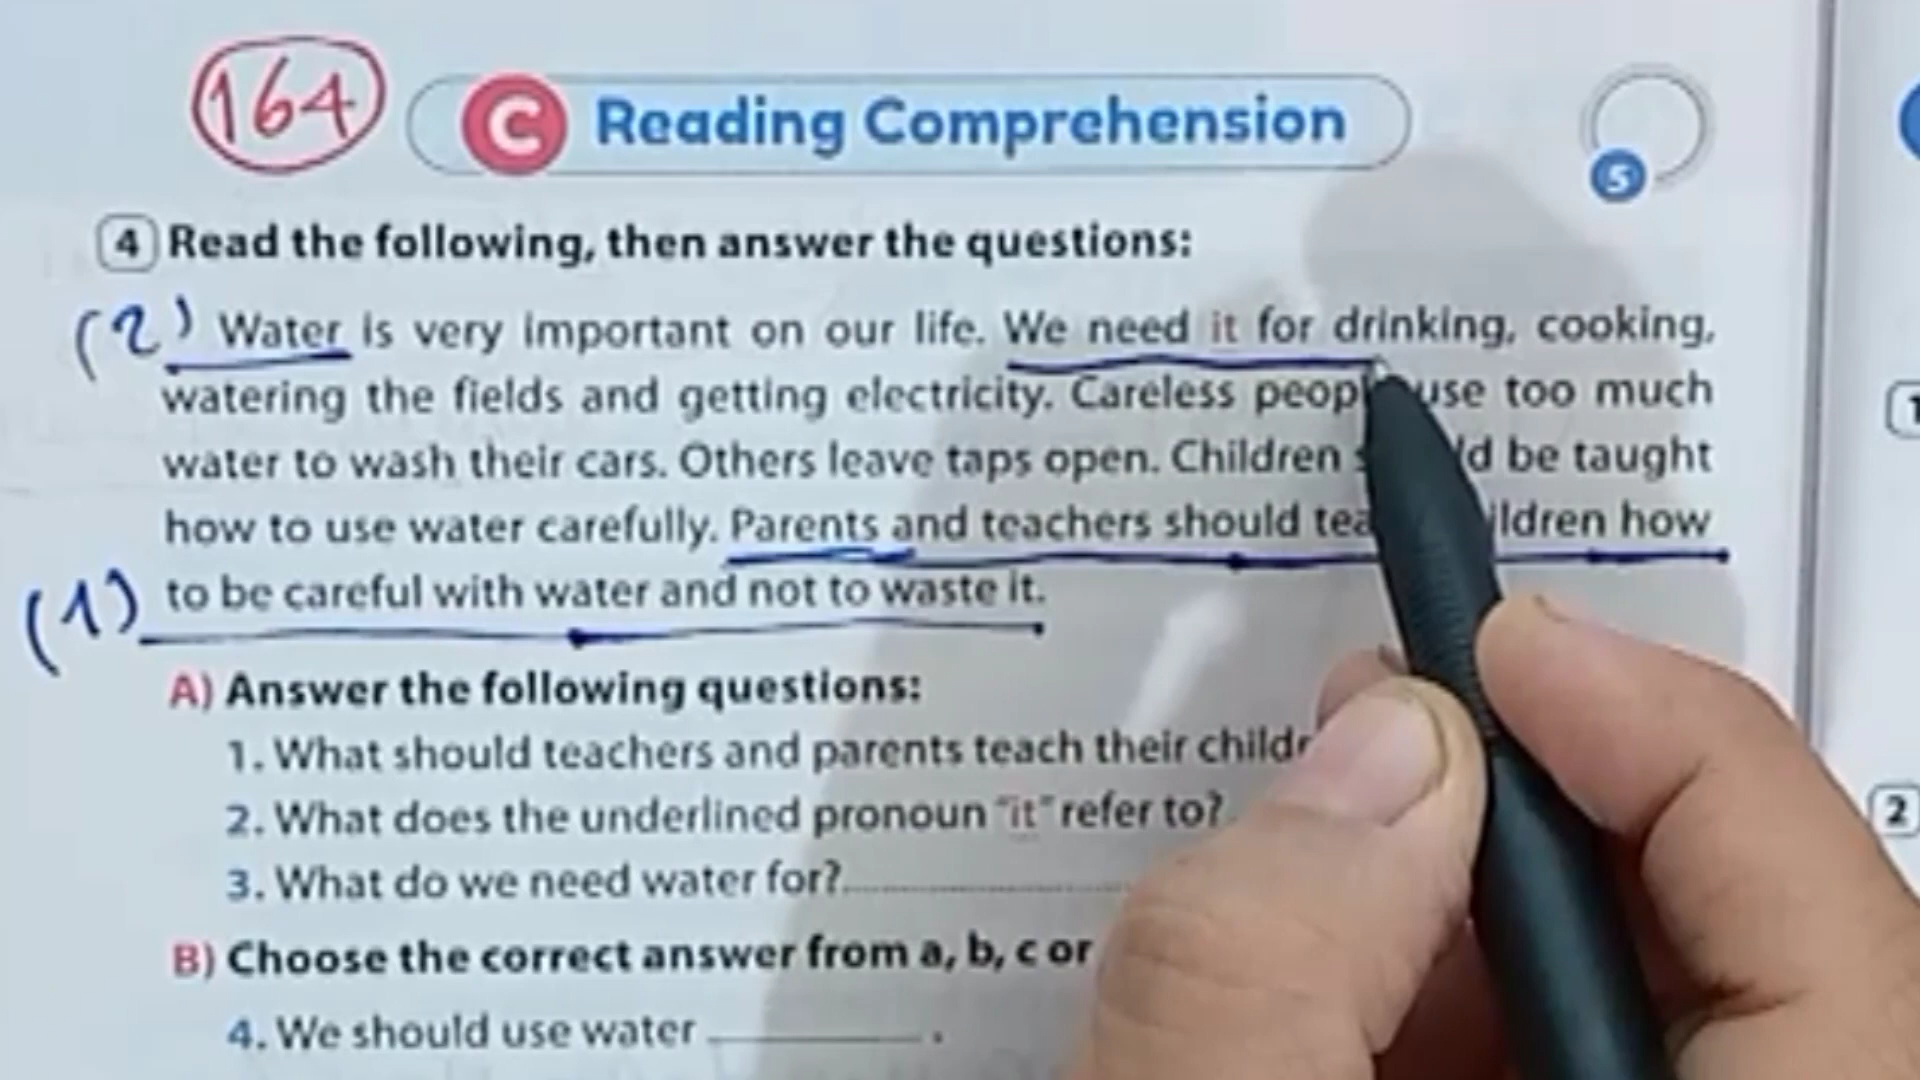 164
C Reading Comprehension
5
4 Read the following, then answer the questions:
(2) Water is very important on our life. We need it for drinking, cooking,
watering the fields and getting electricity. Careless peopl use too much
water to wash their cars. Others leave taps open. Children be taught
how to use water carefully. Parents and teachers should how
(1) to be careful with water and not to waste it.
A) Answer the following questions:
1. What should teachers and parents teach their
2. What does the underlined pronoun "it" refer to?
3. What do we need water for?
B) Choose the correct answer from a, b, c or
4. We should use water .
2